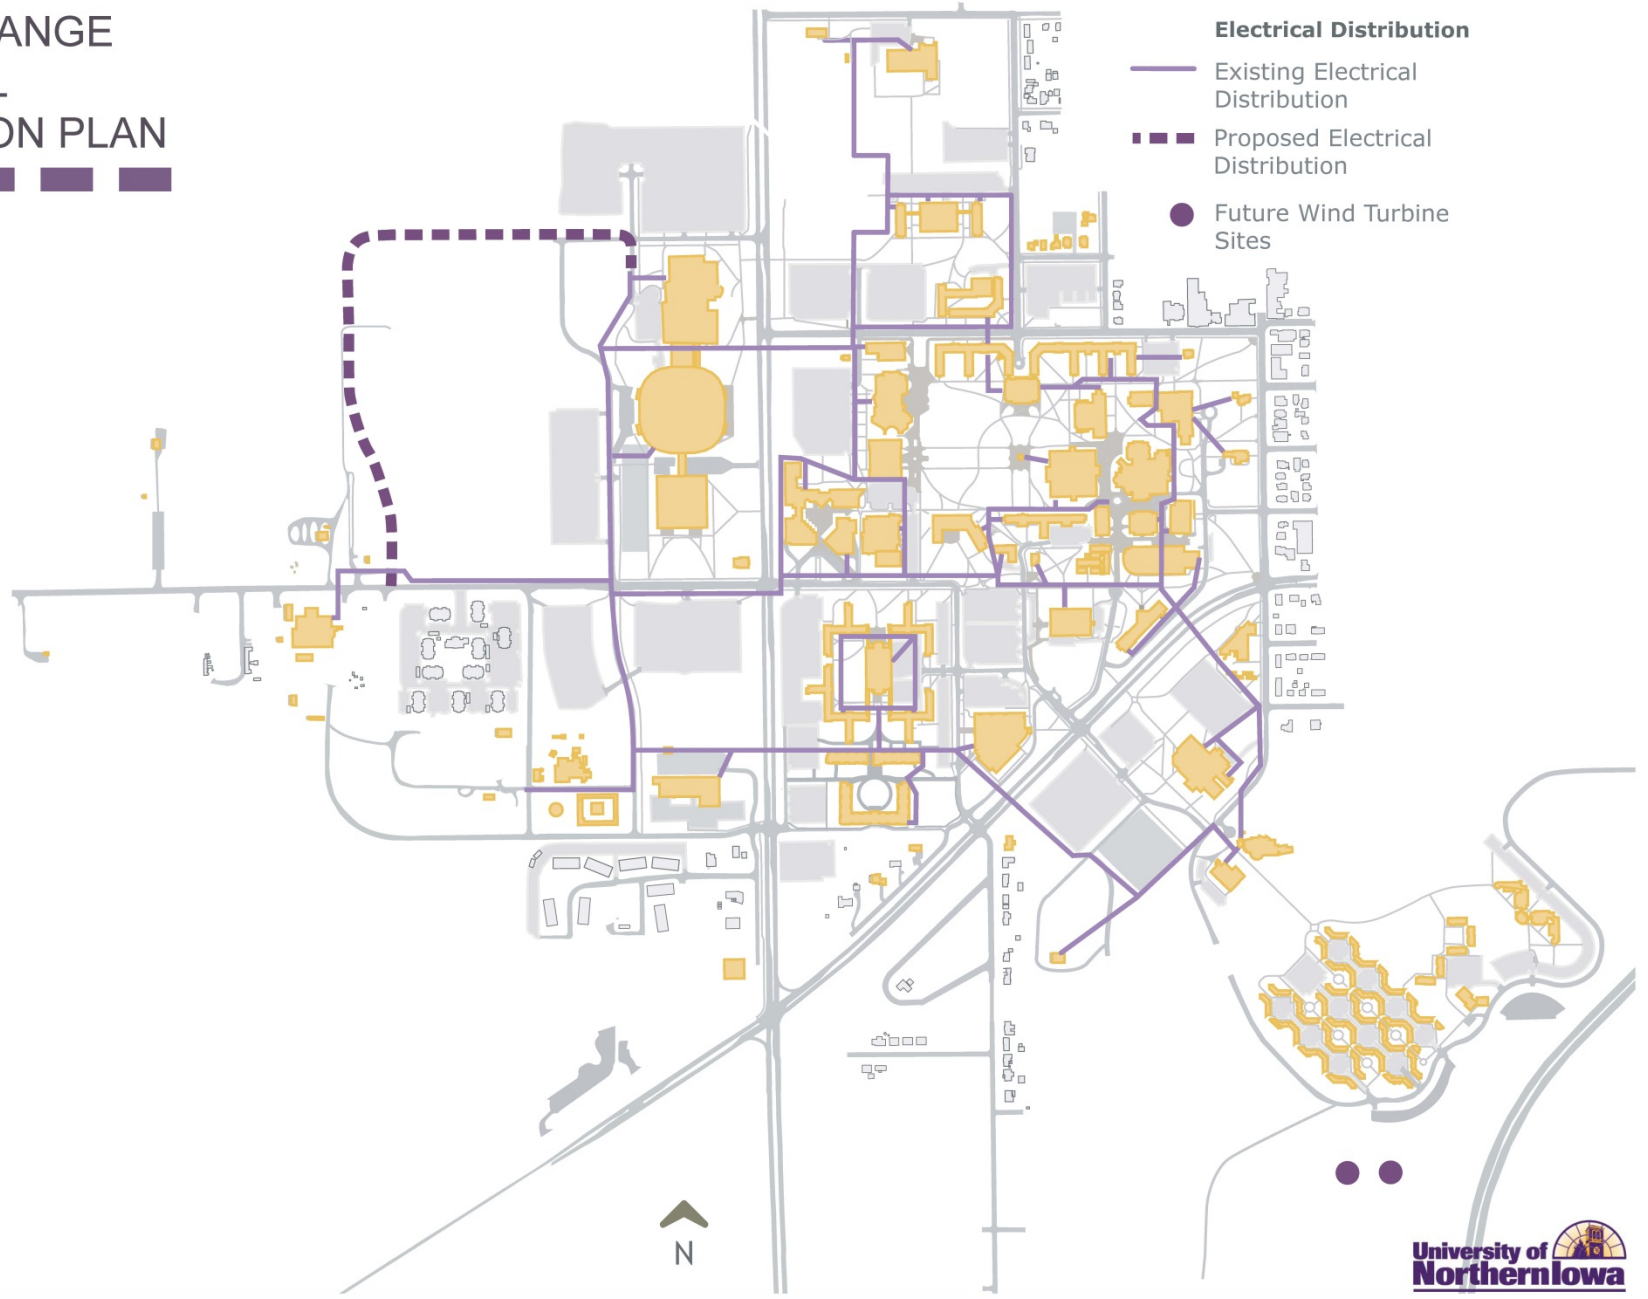 ANGE
ON PLAN
Electrical Distribution
Existing Electrical
Distribution
Proposed Electrical
Distribution
Future Wind Turbine
Sites
N
University of
Northern Iowa